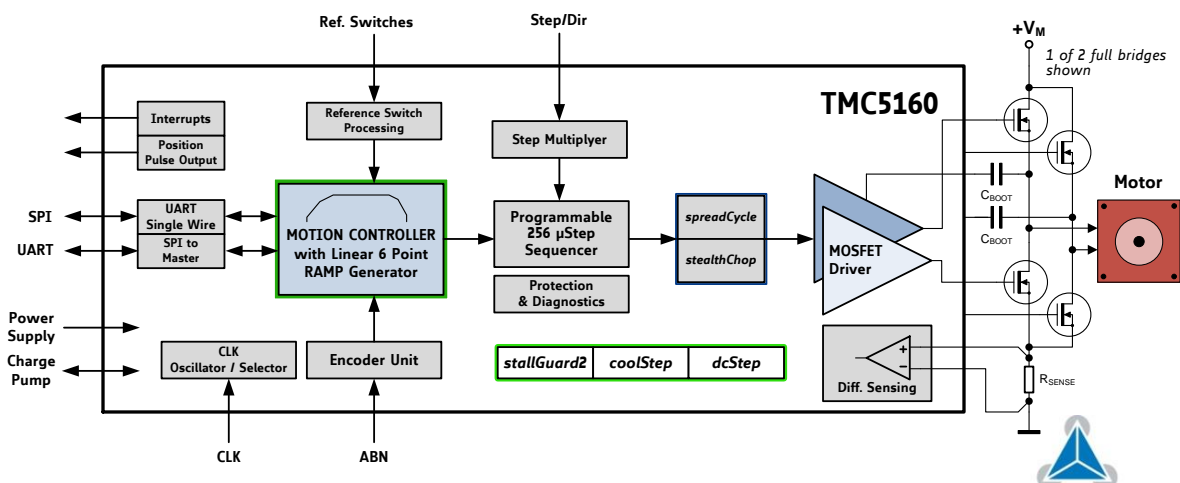 Ref. Switches
Step/Dir
+VM
1 of 2 full bridges
shown
TMC5160
Interrupts
Position
Pulse Output
Reference Switch
Processing
Step Multiplyer
CBOOT
CBOOT
Motor
SPI
UART
UART
Single Wire
SPI to
Master
MOTION CONTROLLER
with Linear 6 Point
RAMP Generator
Programmable
256 µStep
Sequencer
spreadCycle
stealthChop
MOSFET
Driver
Protection
& Diagnostics
Power
Supply
Charge
Pump
CLK
Oscillator / Selector
Encoder Unit
stallGuard2
coolStep
dcStep
+
−
Diff. Sensing
RSENSE
CLK
ABN